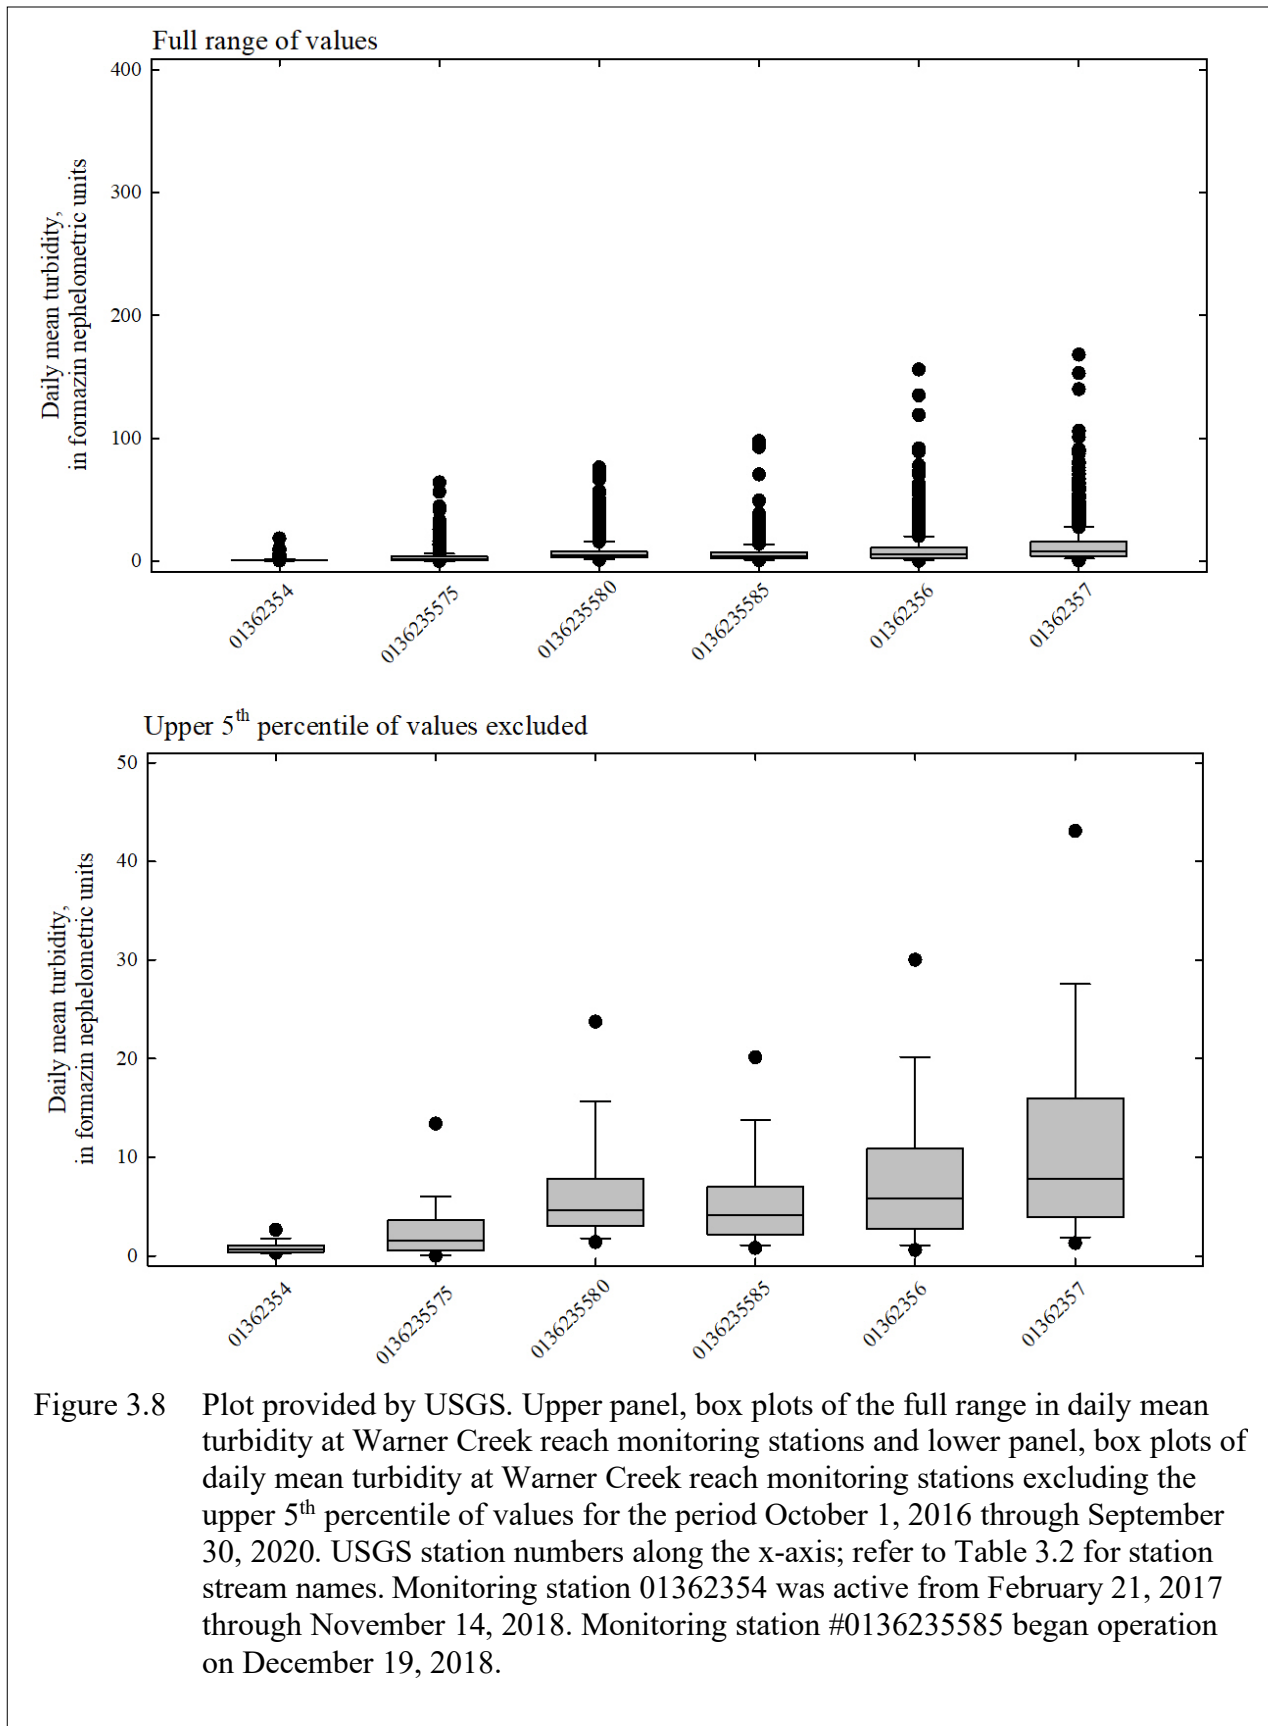 Full range of values
400
300
200
100
0
Daily mean turbidity,
in formazin nephelometric units
01362354
0136235575
0136235580
0136235585
01362356
01362357
Upper 5th percentile of values excluded
50
40
30
20
10
0
Daily mean turbidity,
in formazin nephelometric units
01362354
0136235575
0136235580
0136235585
01362356
01362357
Figure 3.8 Plot provided by USGS. Upper panel, box plots of the full range in daily mean
turbidity at Warner Creek reach monitoring stations and lower panel, box plots of
daily mean turbidity at Warner Creek reach monitoring stations excluding the
upper 5th percentile of values for the period October 1, 2016 through September
30, 2020. USGS station numbers along the x-axis; refer to Table 3.2 for station
stream names. Monitoring station 01362354 was active from February 21, 2017
through November 14, 2018. Monitoring station #0136235585 began operation
on December 19, 2018.